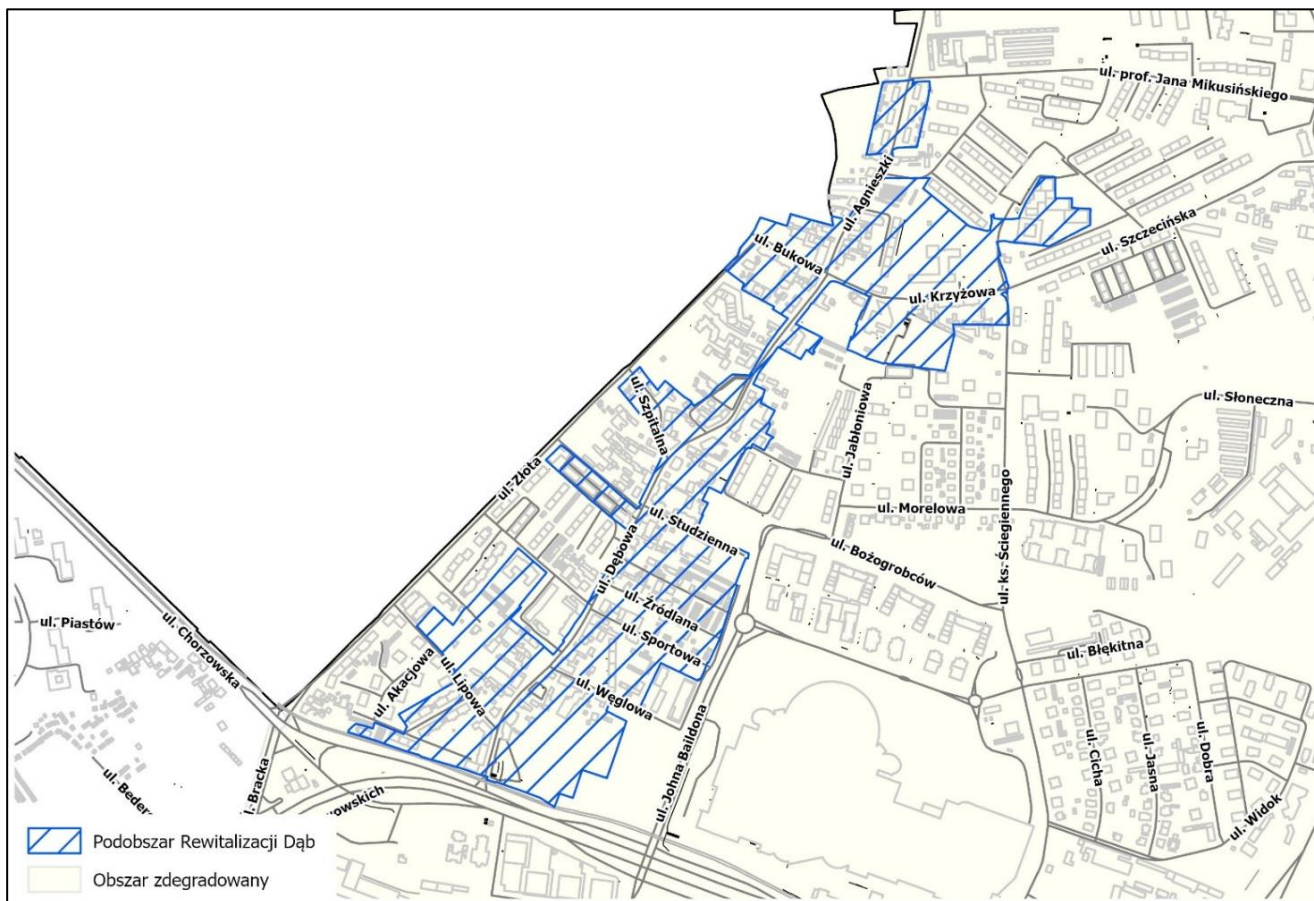 ul. prof. Jana Mikusińskiego
ul. Agnieszki
ul. Szczecińska
ul. Bukowa
ul. Krzyżowa
ul. Szpitalna
ul. Słoneczna
ul. Jabłoniowa
ul. Złota
ul. Morelowa
ul. ks. Ściegiennego
ul. Studzienna
ul. Bożogrobców
ul. Dębowa
ul. Źródlana
ul. Piastów
ul. Chorzowska
ul. Sportowa
ul. Błękitna
ul. Akacjowa
ul. Lipowa
ul. Węglowa
ul. Johna Baildona
ul. Cicha
ul. Jasna
ul. Dobra
ul. Widok
ul. Beder
ul. Bracka
owskich
Podobszar Rewitalizacji Dąb
Obszar zdegradowany